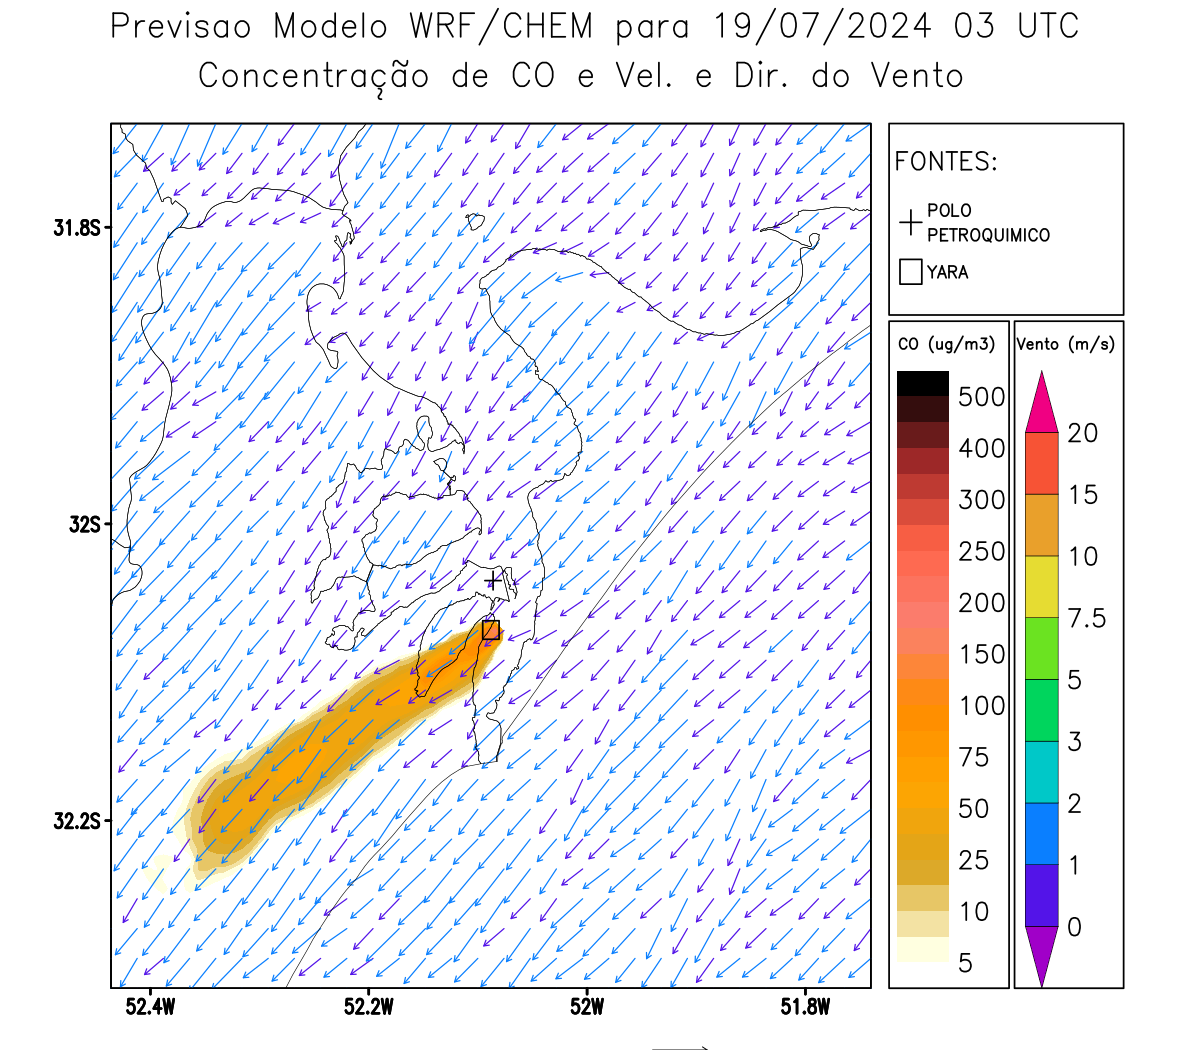 Previsao Modelo WRF/CHEM para 19/07/2024 03 UTC
Concentração de CO e Vel. e Dir. do Vento
FONTES:
POLO
PETROQUIMICO
YARA
CO (ug/m3)
500
400
300
250
200
150
100
75
50
25
10
5
Vento (m/s)
20
15
10
7.5
5
3
2
1
0
31.8S
32S
32.2S
52.4W
52.2W
52W
51.8W